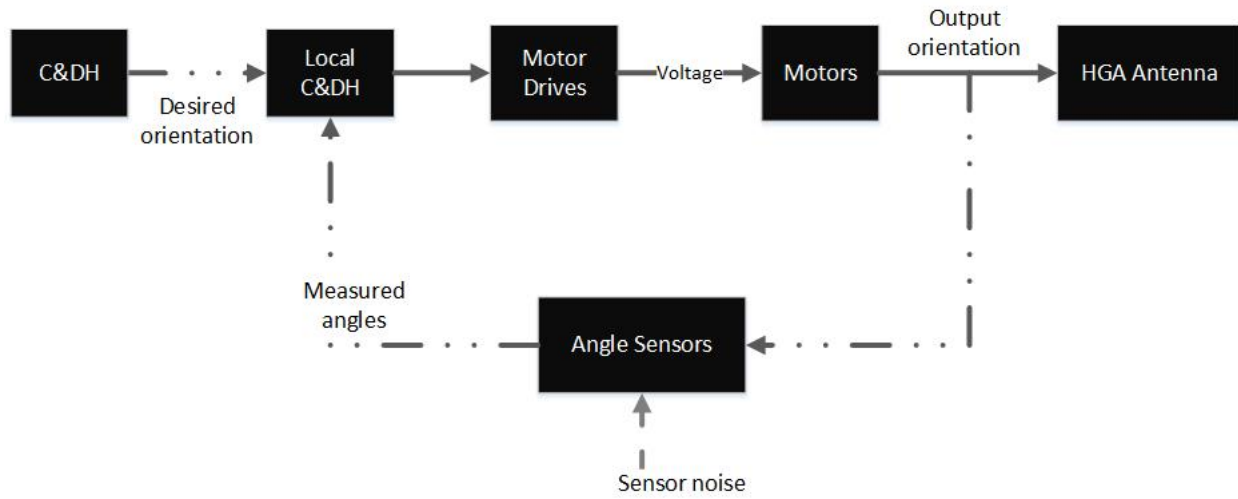 C&DH
Desired
orientation
Local
C&DH
Motor
Drives
Voltage
Motors
Output
orientation
HGA Antenna
Measured
angles
Angle Sensors
Sensor noise